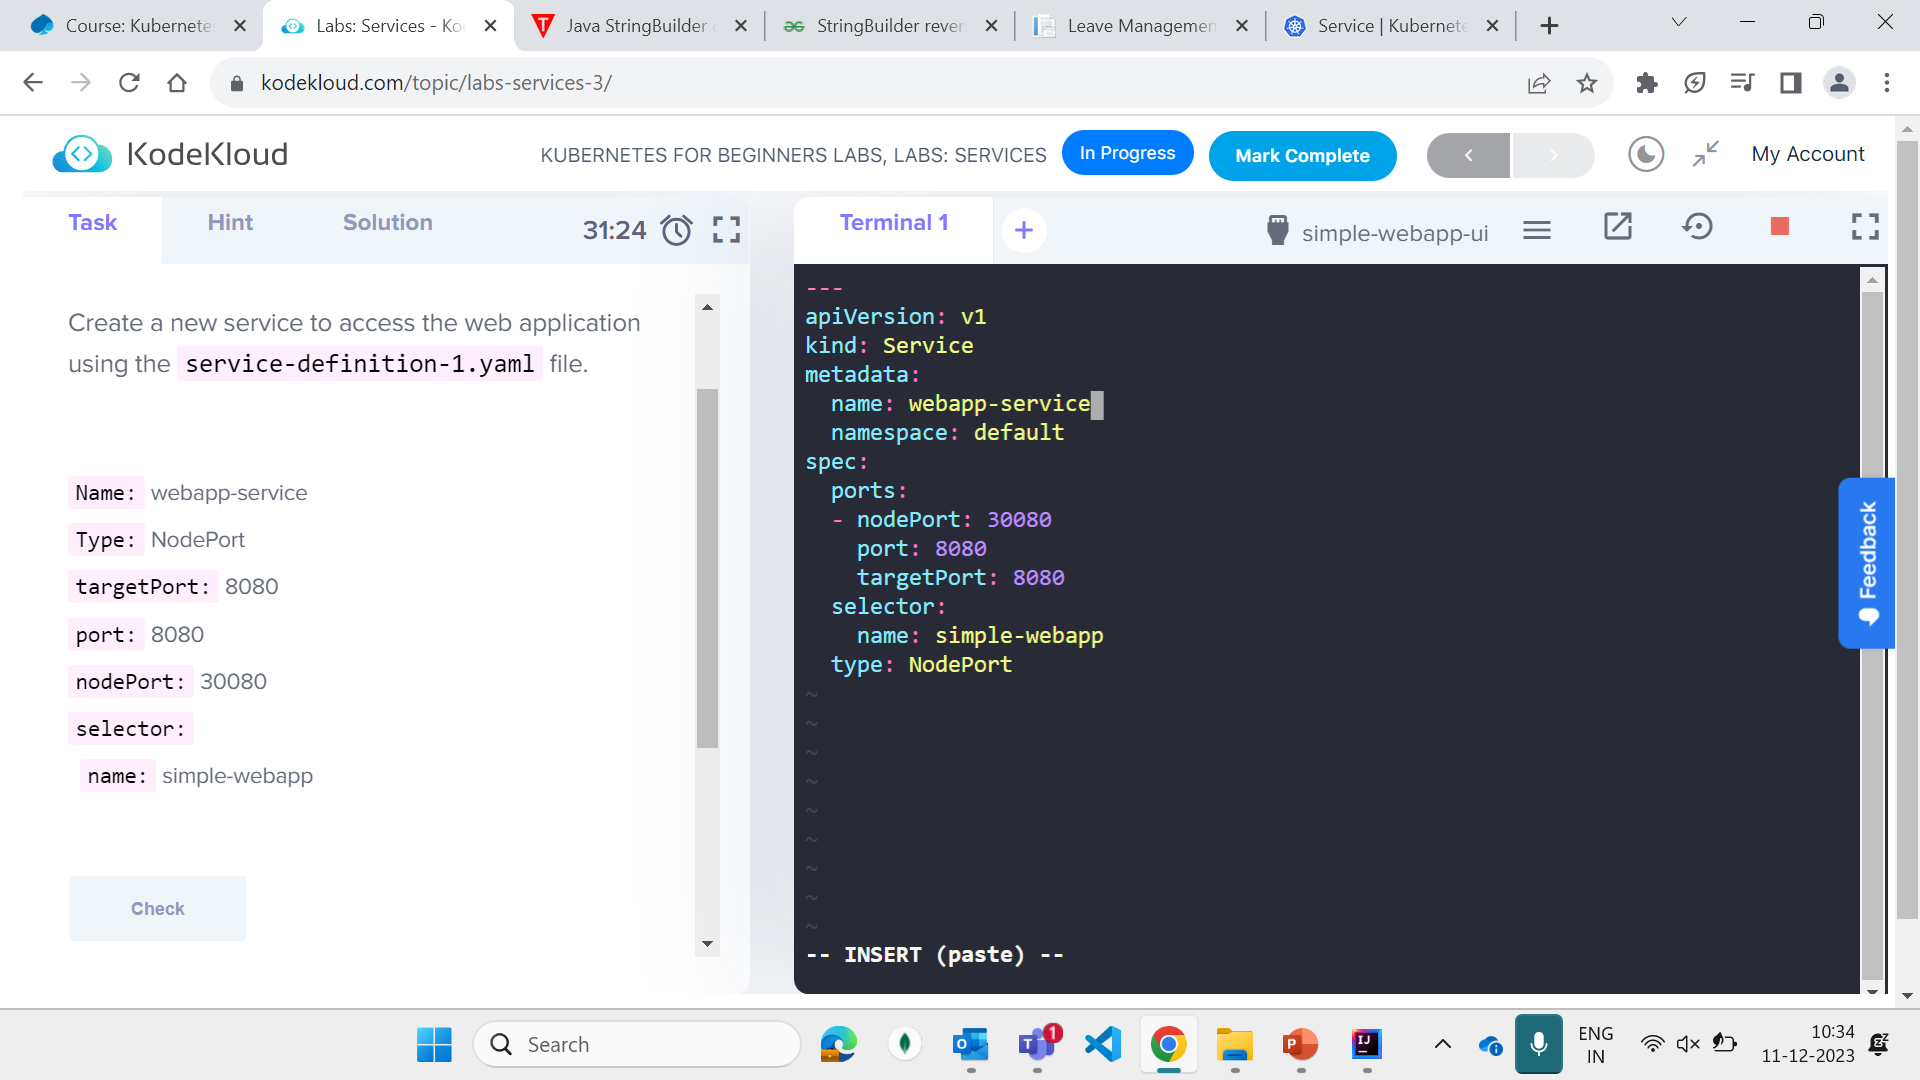 Course: Kubernetes
Labs: Services - Ko
Java StringBuilder
StringBuilder rever
Leave Managemen
Service | Kubernete
kodekloud.com/topic/labs-services-3/
KodeKloud
KUBERNETES FOR BEGINNERS LABS, LABS: SERVICES
In Progress
Mark Complete
My Account
Task
Hint
Solution
31:24
Terminal 1
+
simple-webapp-ui
Create a new service to access the web application
using the service-definition-1.yaml file.
Name: webapp-service
Type: NodePort
targetPort: 8080
port: 8080
nodePort: 30080
selector:
name: simple-webapp
Check
---
apiVersion: v1
kind: Service
metadata:
  name: webapp-service
  namespace: default
spec:
  ports:
  - nodePort: 30080
    port: 8080
    targetPort: 8080
  selector:
    name: simple-webapp
  type: NodePort
~
~
~
~
~
~
~
~
~
-- INSERT (paste) --
Feedback
Search
1
ENG
IN
10:34
11-12-2023